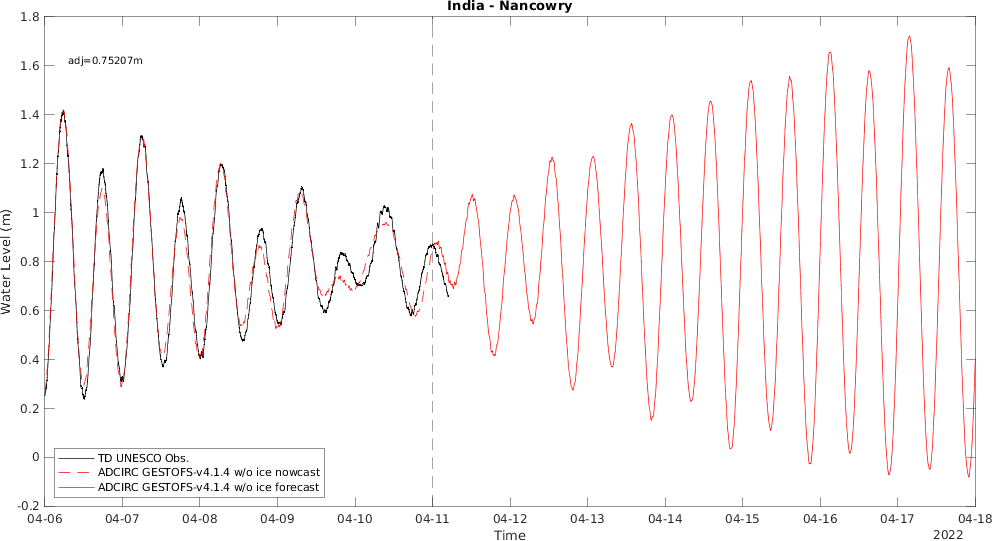 India - Nancowry
1.8
1.6
1.4
1.2
1
0.8
0.6
0.4
0.2
0
-0.2
Water Level (m)
adj=0.75207m
TD UNESCO Obs.
ADCIRC GESTOFS-v4.1.4 w/o ice nowcast
ADCIRC GESTOFS-v4.1.4 w/o ice forecast
04-06 04-07 04-08 04-09 04-10 04-11 04-12 04-13 04-14 04-15 04-16 04-17 04-18
Time
2022